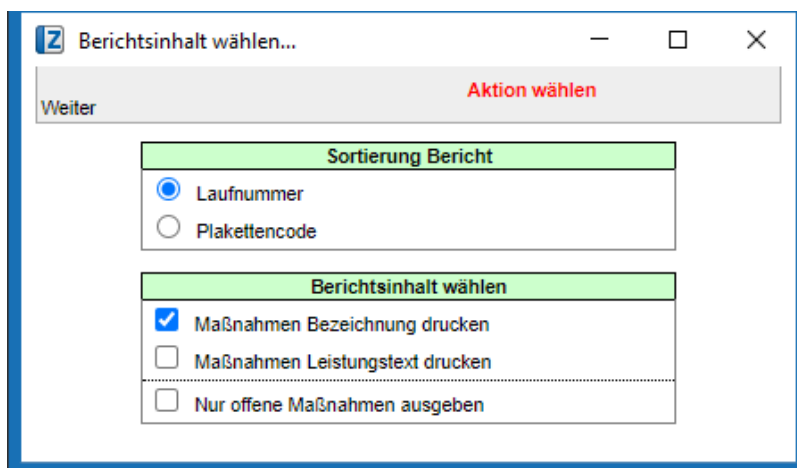 Z Berichtsinhalt wählen...
Aktion wählen
Weiter
Sortierung Bericht
Laufnummer
Plakettencode
Berichtsinhalt wählen
Maßnahmen Bezeichnung drucken
Maßnahmen Leistungstext drucken
Nur offene Maßnahmen ausgeben